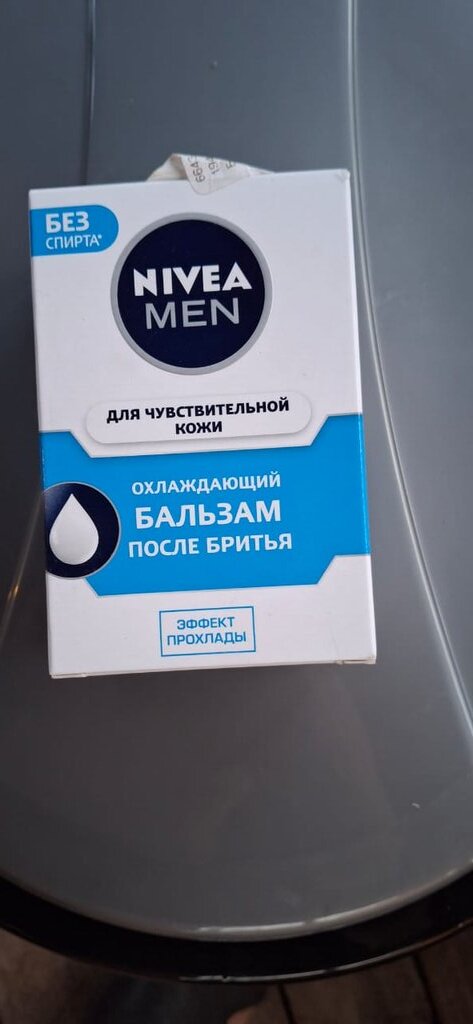 БЕЗ
СПИРТА*
NIVEA
MEN
ДЛЯ ЧУВСТВИТЕЛЬНОЙ
КОЖИ
ОХЛАЖДАЮЩИЙ
БАЛЬЗАМ
ПОСЛЕ БРИТЬЯ
ЭФФЕКТ
ПРОХЛАДЫ